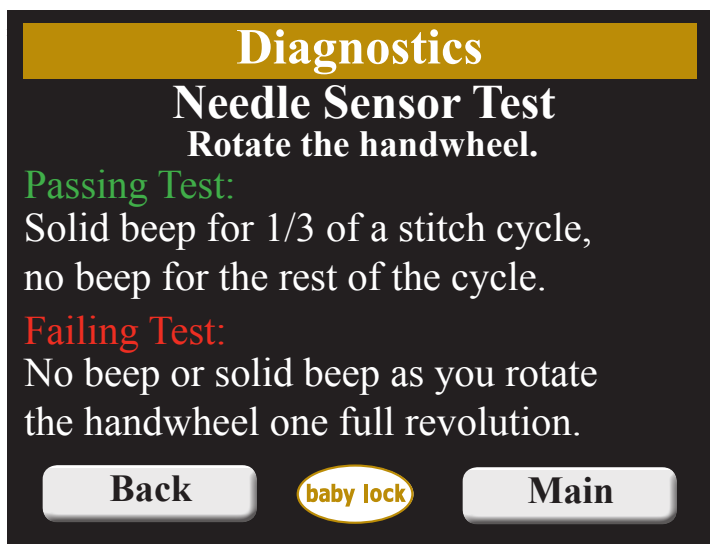 Diagnostics
Needle Sensor Test
Rotate the handwheel.
Passing Test:
Solid beep for 1/3 of a stitch cycle,
no beep for the rest of the cycle.
Failing Test:
No beep or solid beep as you rotate
the handwheel one full revolution.
Back
baby lock
Main